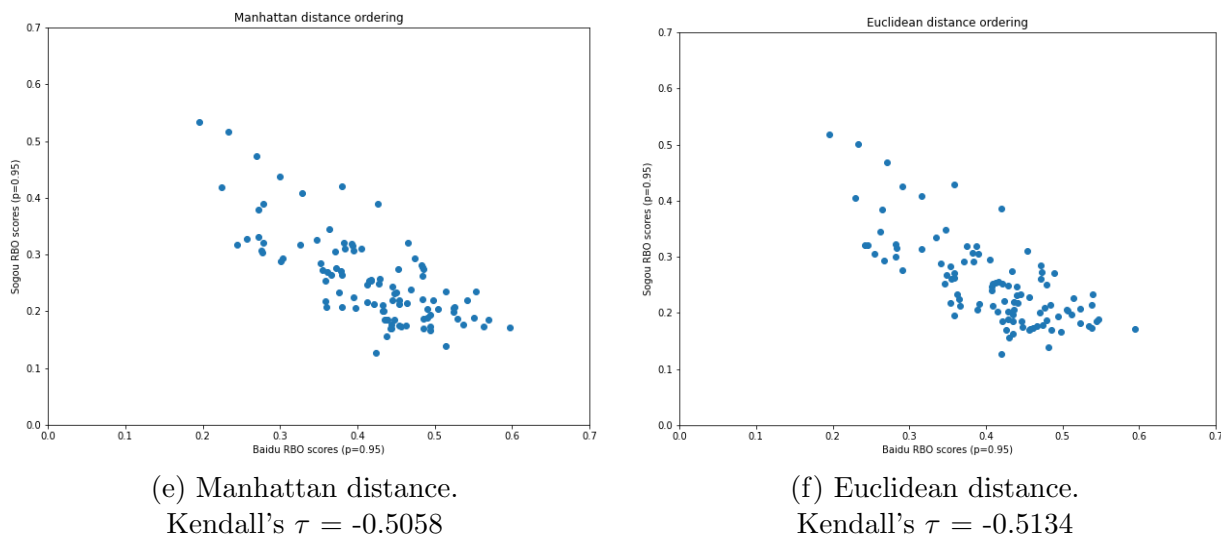 Manhattan distance ordering
0.7
0.6
0.5
0.4
0.3
0.2
0.1
0.0
Sogou RBO scores (p=0.95)
0.0 0.1 0.2 0.3 0.4 0.5 0.6 0.7
Baidu RBO scores (p=0.95)
(e) Manhattan distance.
Kendall's τ = -0.5058
Euclidean distance ordering
0.7
0.6
0.5
0.4
0.3
0.2
0.1
0.0
Sogou RBO scores (p=0.95)
0.0 0.1 0.2 0.3 0.4 0.5 0.6 0.7
Baidu RBO scores (p=0.95)
(f) Euclidean distance.
Kendall's τ = -0.5134